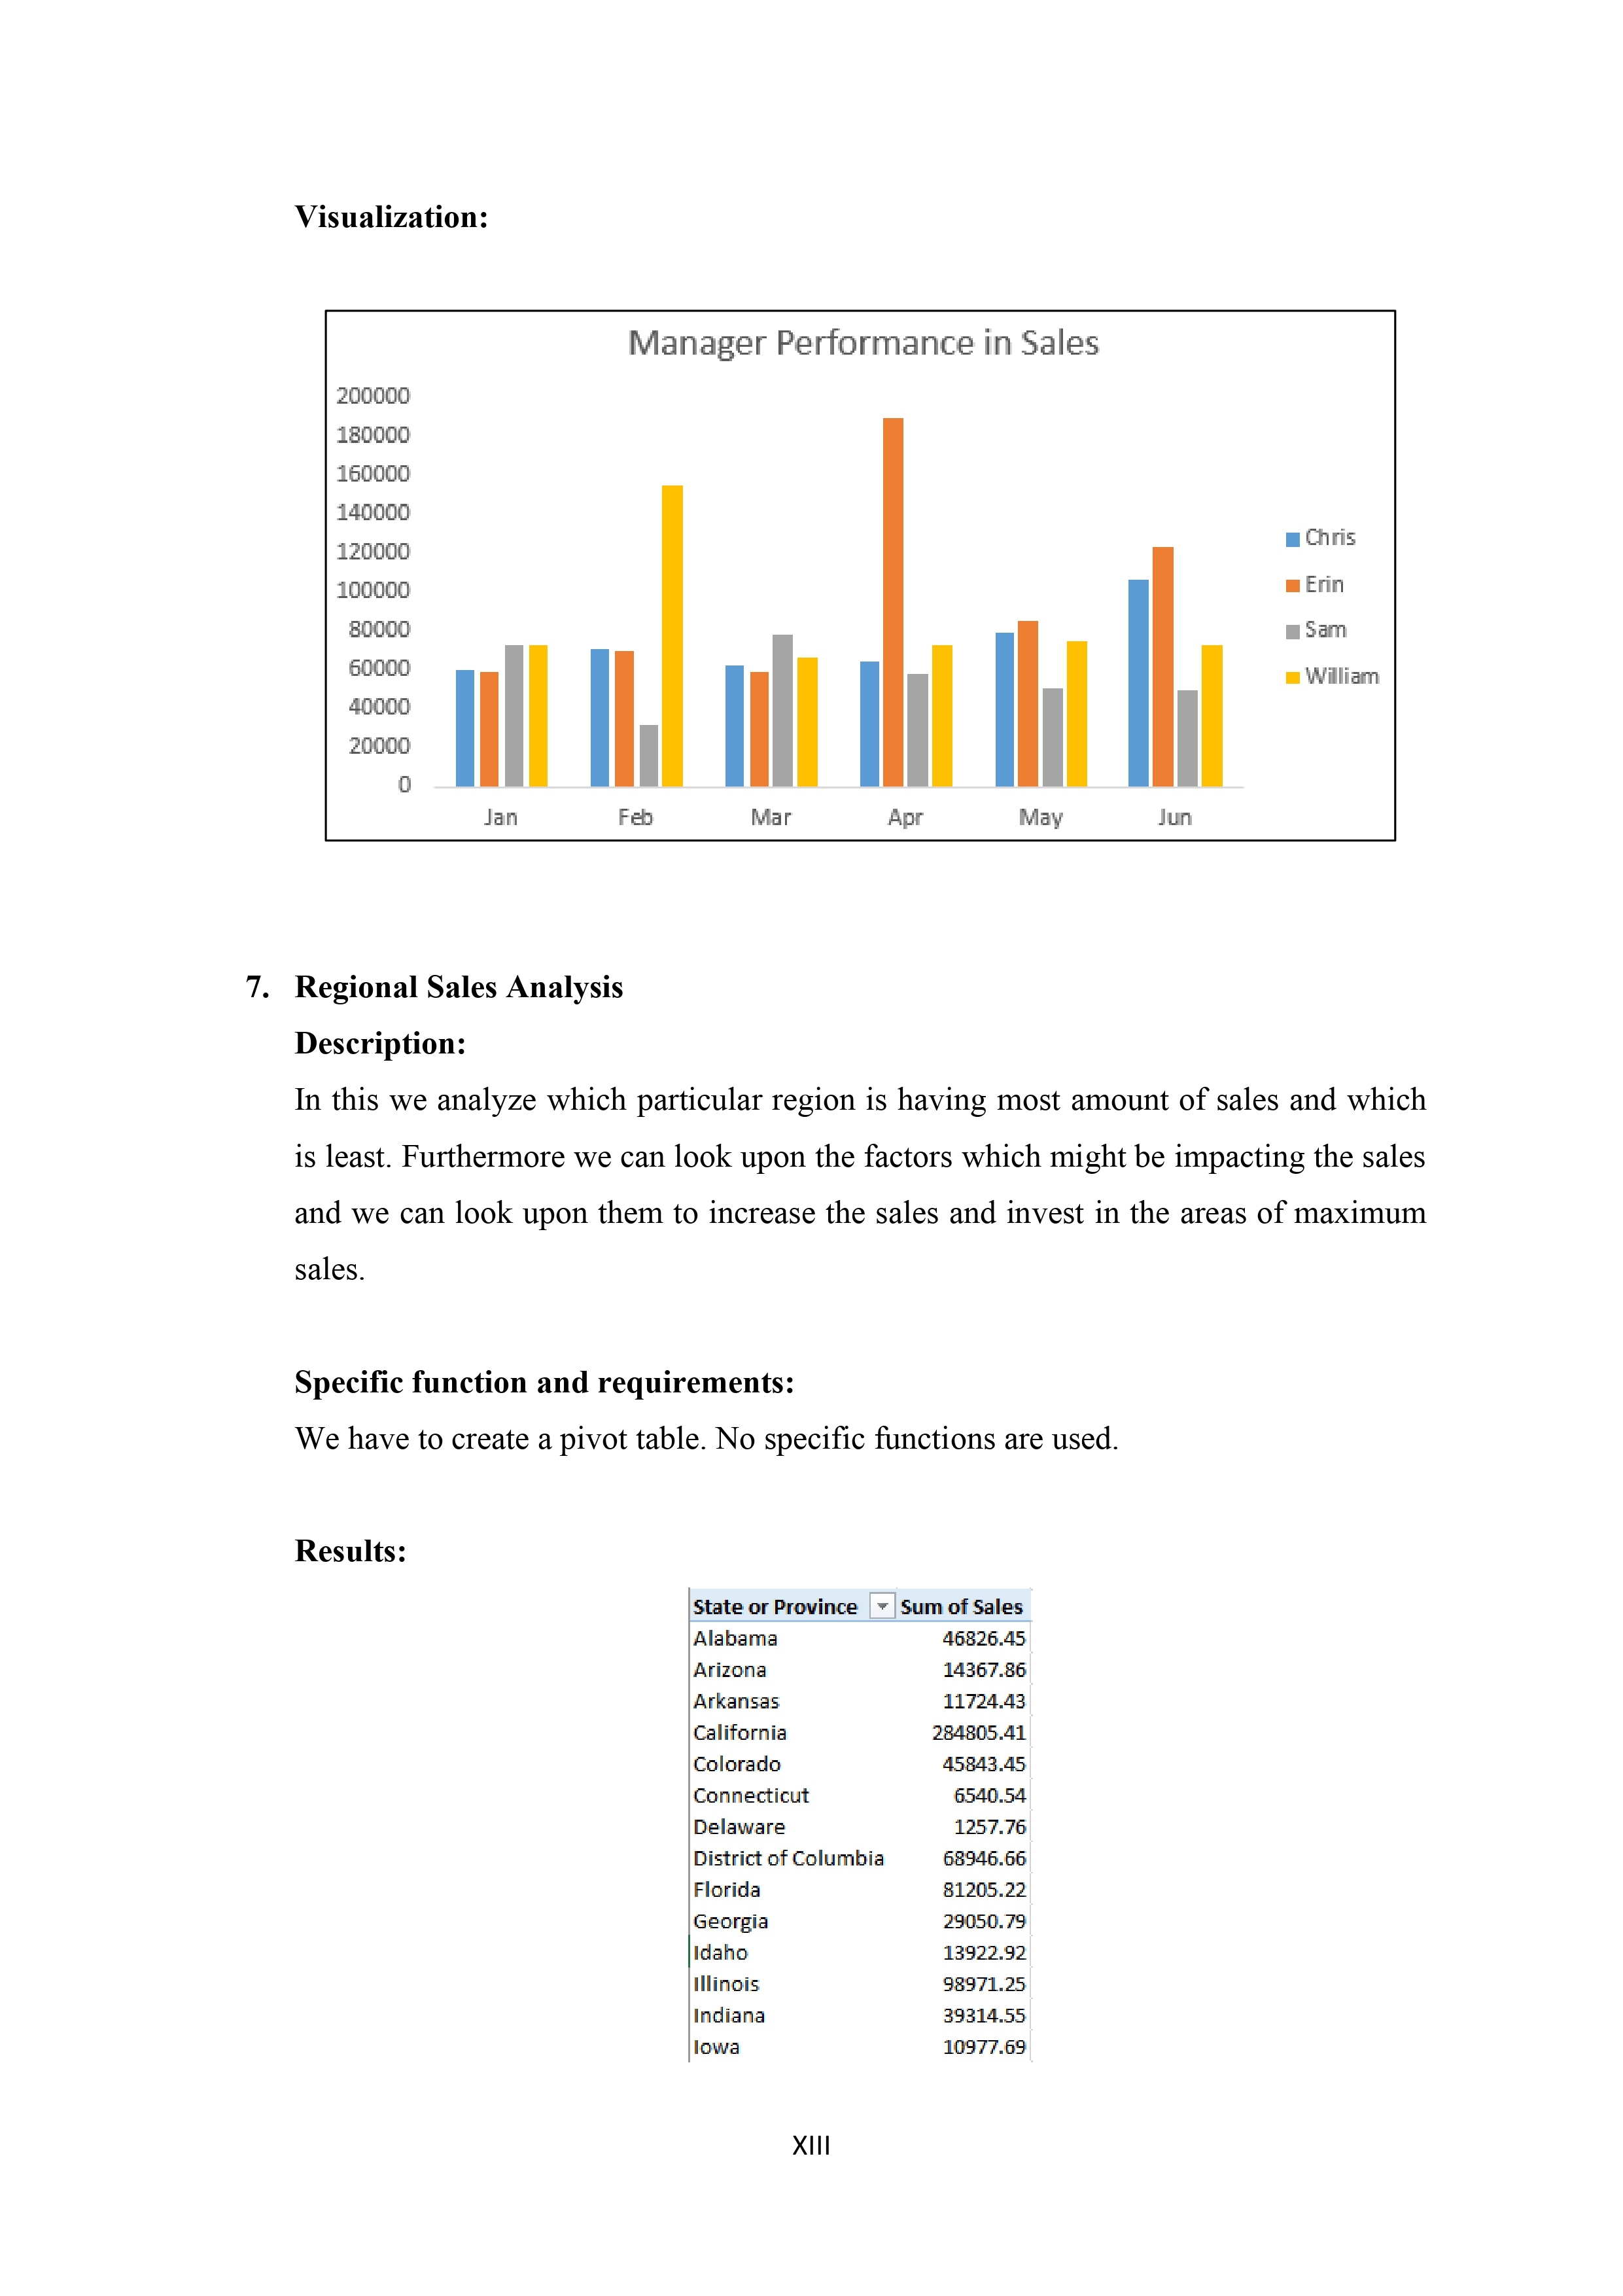 Visualization:
Manager Performance in Sales
200000
180000
160000
140000
120000
100000
80000
60000
40000
20000
0
Jan Feb Mar Apr May Jun
Chris
Erin
Sam
William
7. Regional Sales Analysis
Description:
In this we analyze which particular region is having most amount of sales and which
is least. Furthermore we can look upon the factors which might be impacting the sales
and we can look upon them to increase the sales and invest in the areas of maximum
sales.
Specific function and requirements:
We have to create a pivot table. No specific functions are used.
Results:
State or Province Sum of Sales
Alabama 46826.45
Arizona 14367.86
Arkansas 11724.43
California 284805.41
Colorado 45843.45
Connecticut 6540.54
Delaware 1257.76
District of Columbia 68946.66
Florida 81205.22
Georgia 29050.79
Idaho 13922.92
Illinois 98971.25
Indiana 39314.55
Iowa 10977.69
XIII